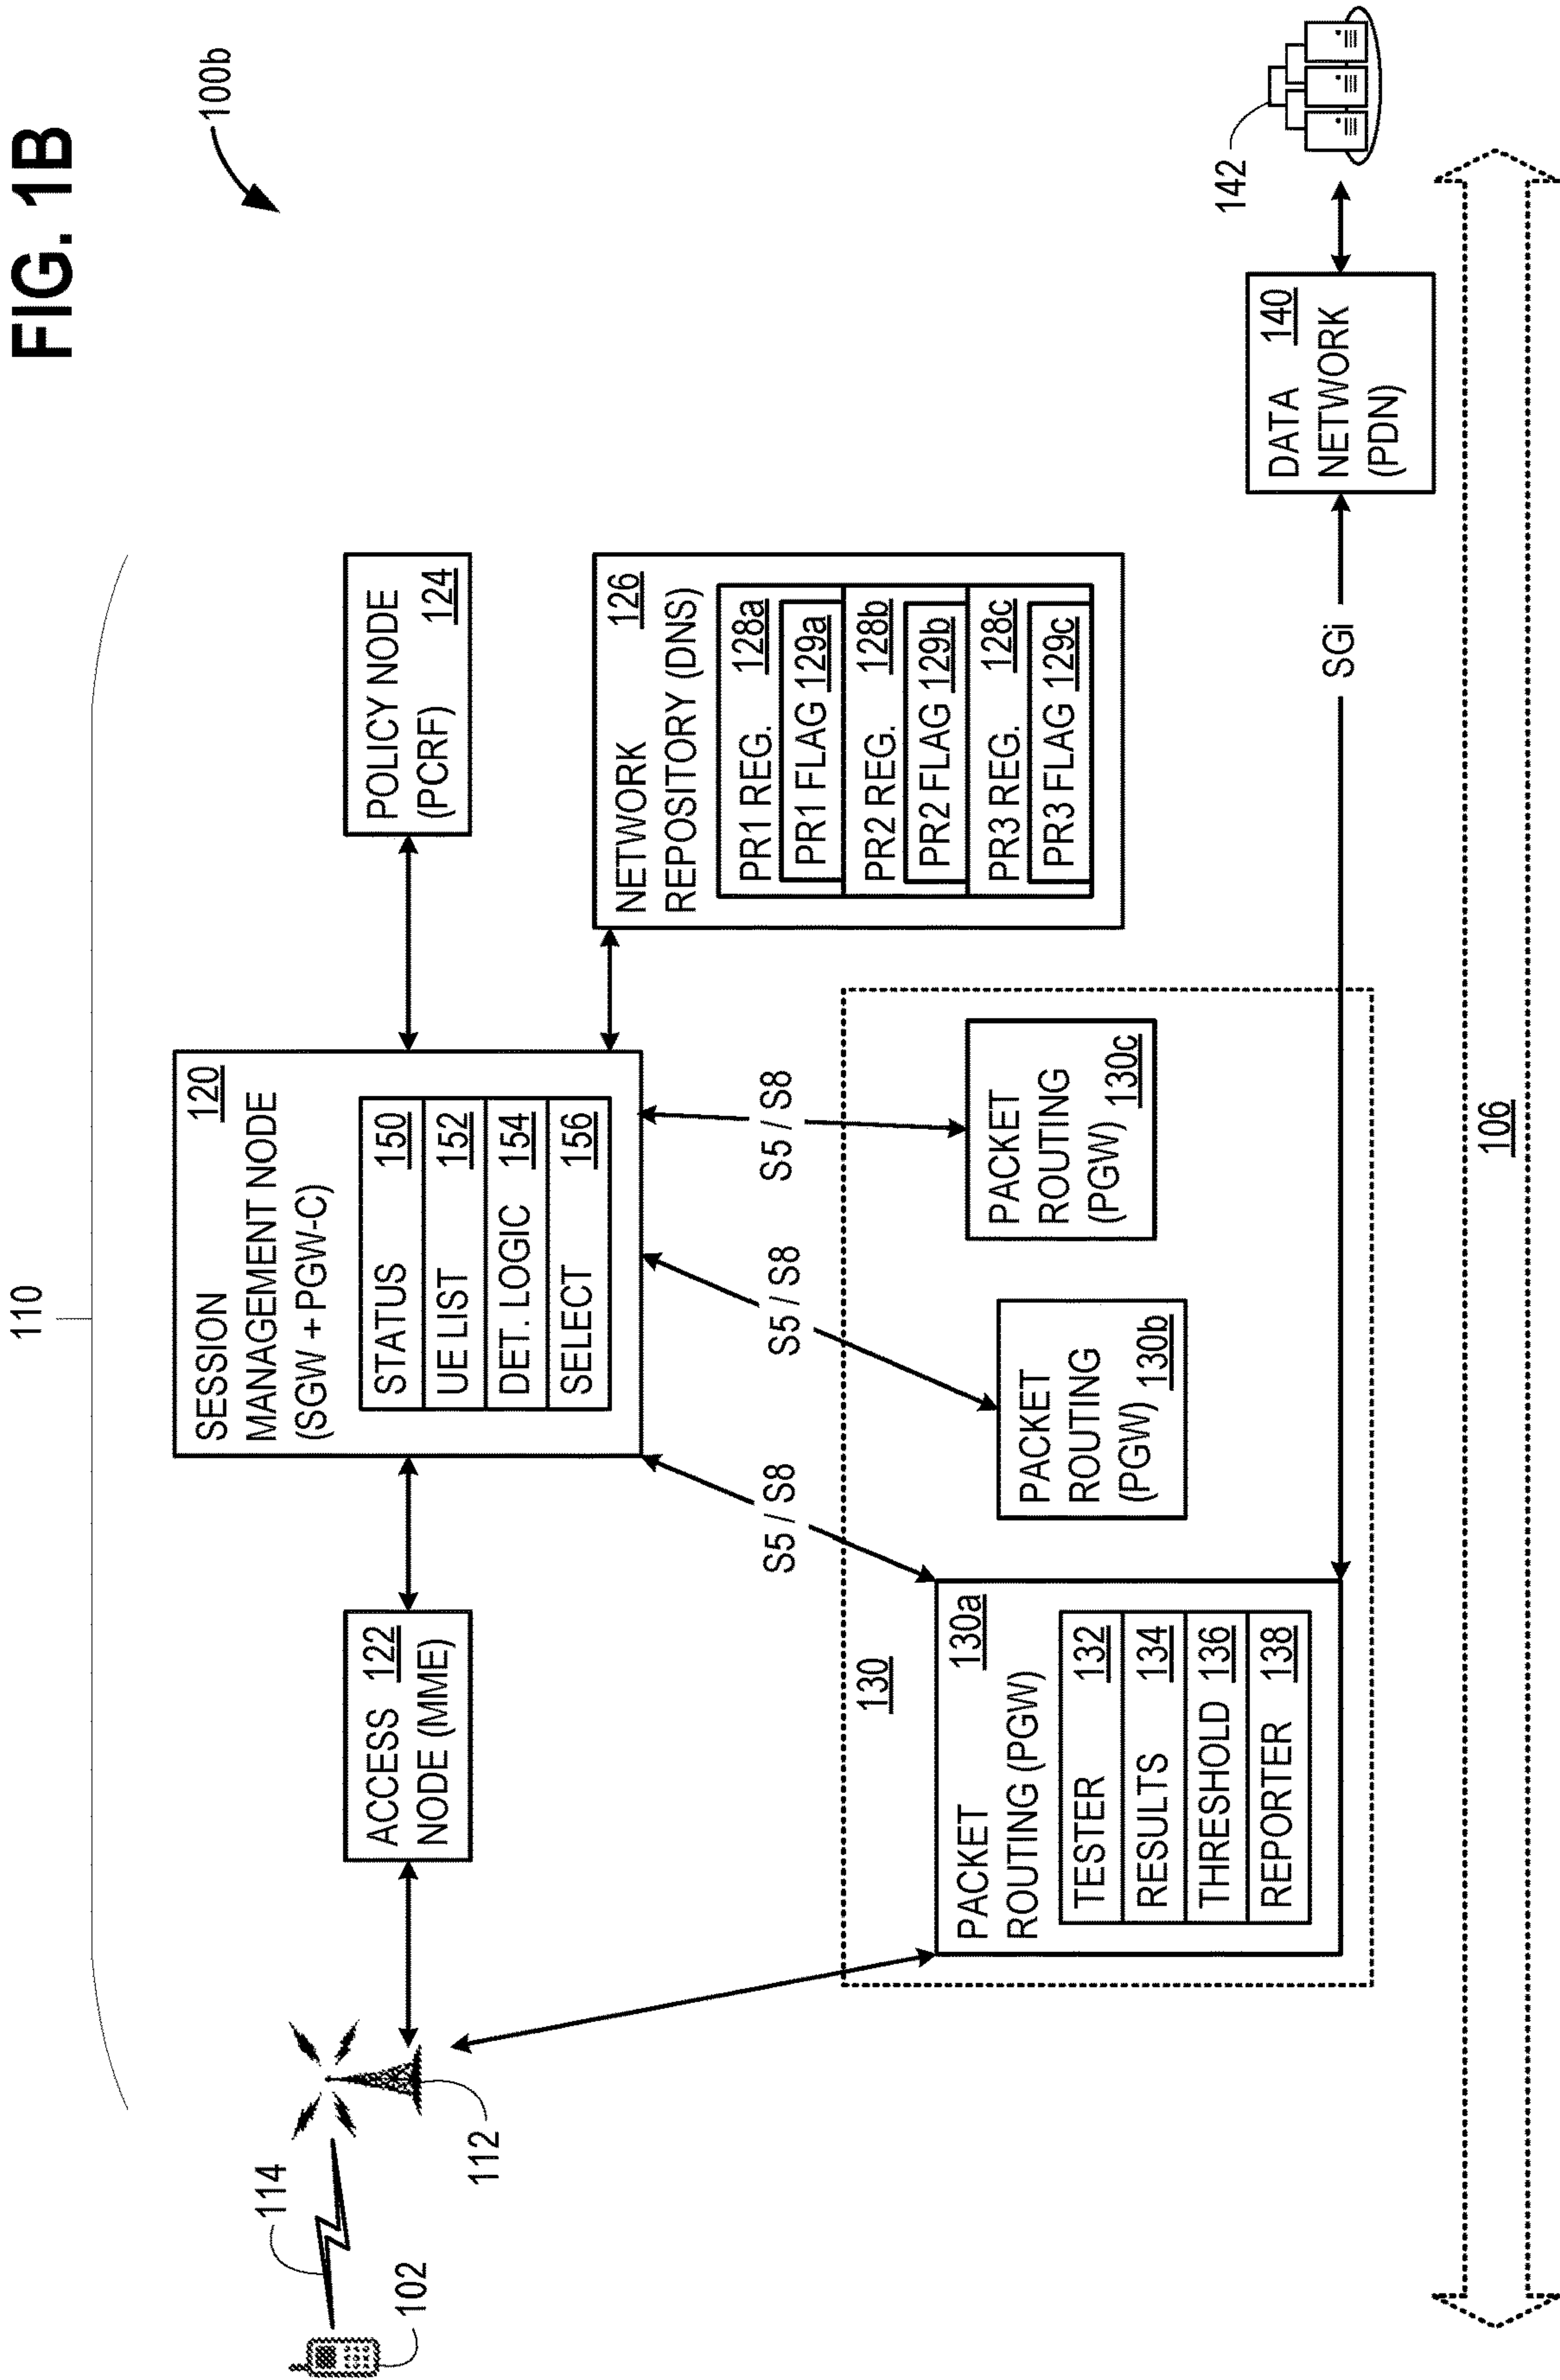 FIG. 1B
100b
110
SESSION 120
MANAGEMENT NODE
(SGW + PGW-C)
STATUS 150
UE LIST 152
DET. LOGIC 154
SELECT 156
ACCESS 122
NODE (MME)
POLICY NODE
(PCRF) 124
NETWORK 126
REPOSITORY (DNS)
PR1 REG. 128a
PR1 FLAG 129a
PR2 REG. 128b
PR2 FLAG 129b
PR3 REG. 128c
PR3 FLAG 129c
114
102
112
S5 / S8
S5 / S8
S5 / S8
130
PACKET 130a
ROUTING (PGW)
TESTER 132
RESULTS 134
THRESHOLD 136
REPORTER 138
PACKET
ROUTING
(PGW) 130b
PACKET
ROUTING
(PGW) 130c
SGi
DATA 140
NETWORK
(PDN)
142
106